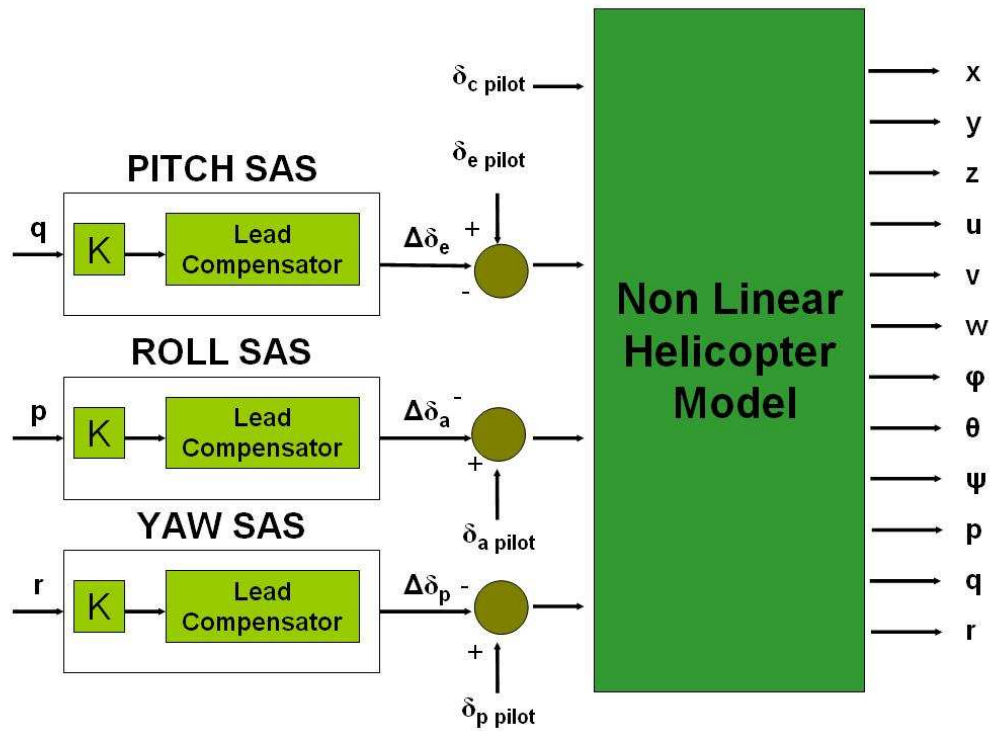 δc pilot
δe pilot
PITCH SAS
q
K
Lead
Compensator
Δδe
+
-
ROLL SAS
p
K
Lead
Compensator
Δδa
-
+
δa pilot
YAW SAS
r
K
Lead
Compensator
Δδp
-
+
δp pilot
Non Linear
Helicopter
Model
x
y
z
u
v
w
φ
θ
ψ
p
q
r